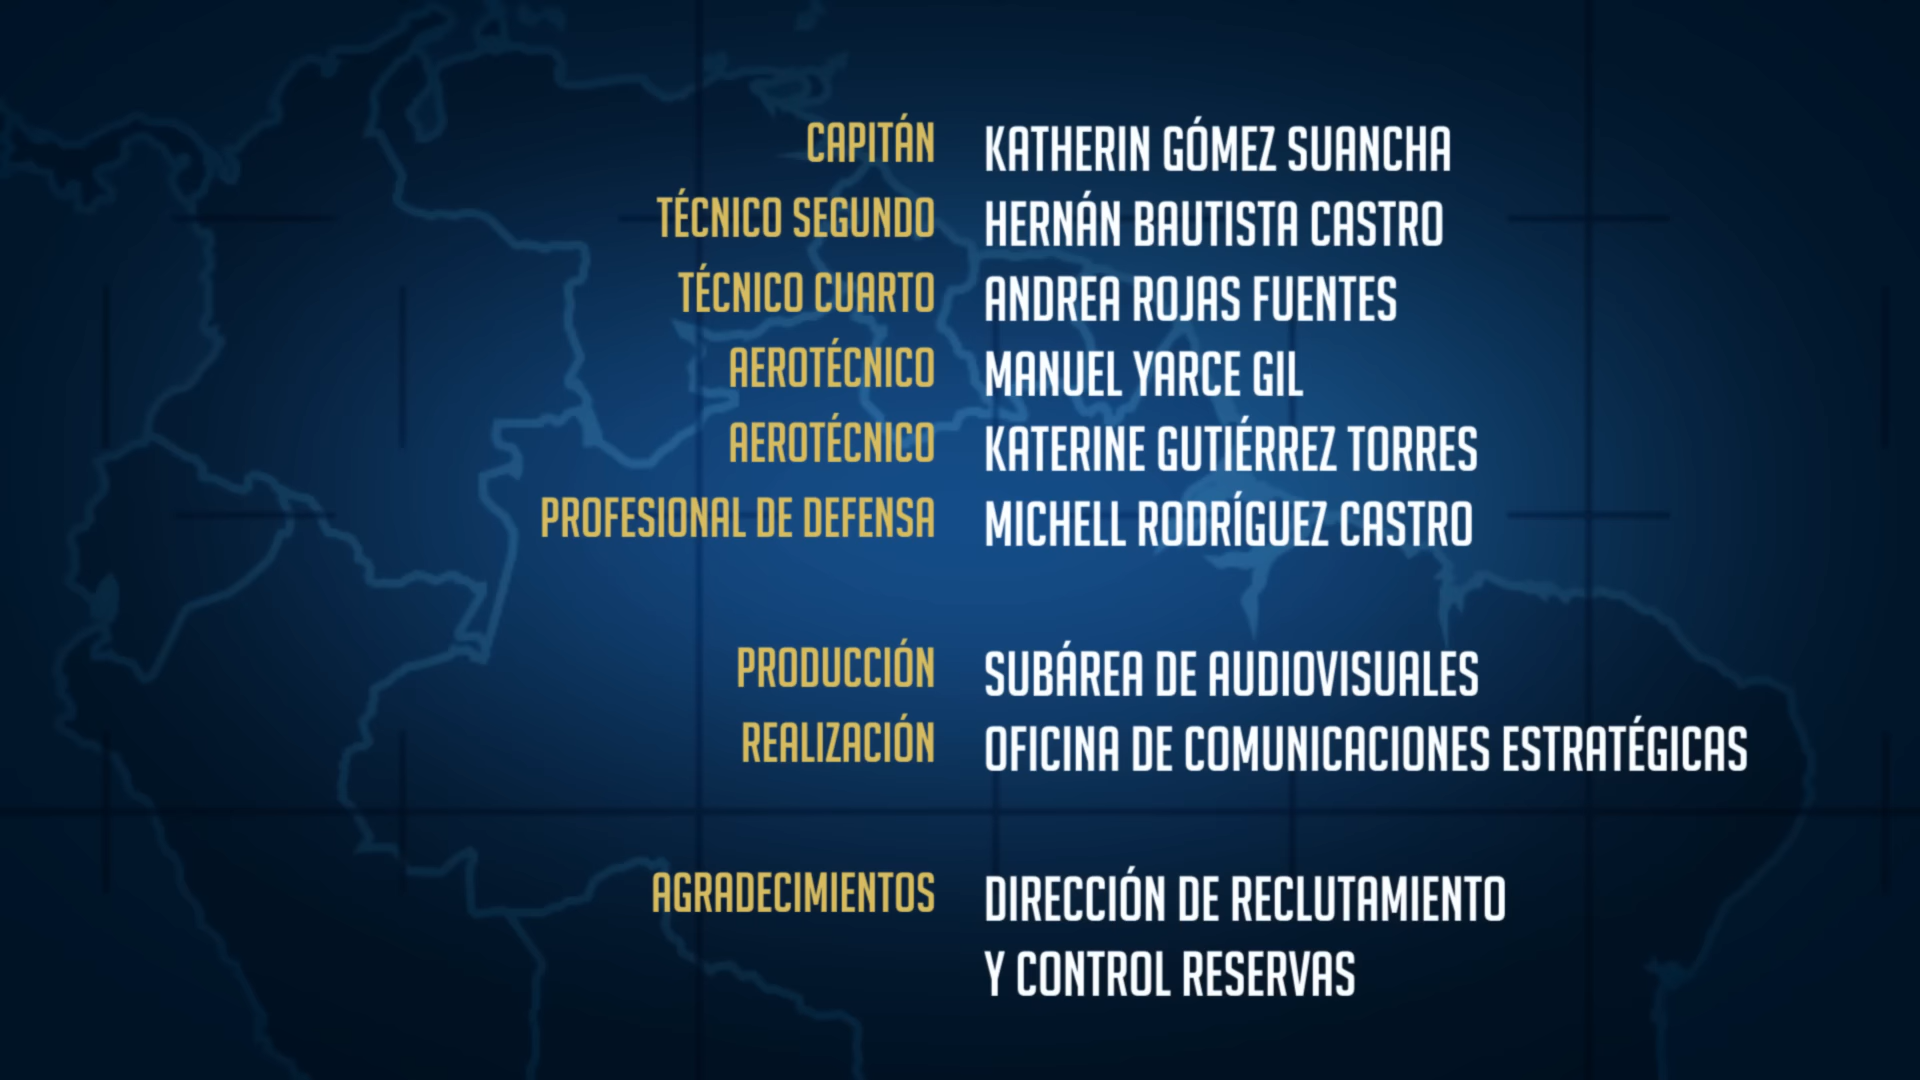 CAPITÁN KATHERIN GÓMEZ SUANCHA
TÉCNICO SEGUNDO HERNÁN BAUTISTA CASTRO
TÉCNICO CUARTO ANDREA ROJAS FUENTES
AEROTÉCNICO MANUEL YARCE GIL
AEROTÉCNICO KATERINE GUTIÉRREZ TORRES
PROFESIONAL DE DEFENSA MICHELL RODRÍGUEZ CASTRO
PRODUCCIÓN SUBÁREA DE AUDIOVISUALES
REALIZACIÓN OFICINA DE COMUNICACIONES ESTRATÉGICAS
AGRADECIMIENTOS DIRECCIÓN DE RECLUTAMIENTO
Y CONTROL RESERVAS